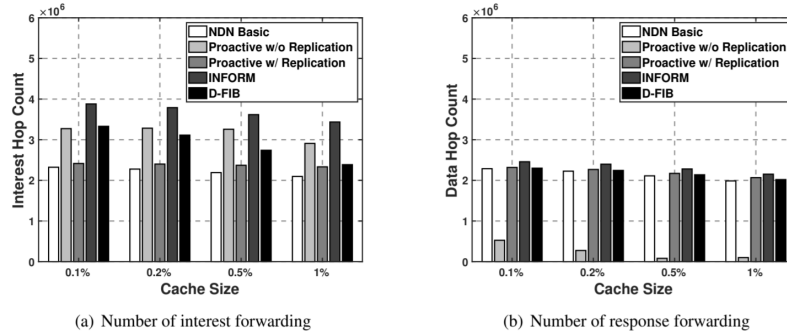 ×10⁶
6
5
4
3
2
1
0
Interest Hop Count
NDN Basic
Proactive w/o Replication
Proactive w/ Replication
INFORM
D-FIB
0.1% 0.2% 0.5% 1%
Cache Size
(a) Number of interest forwarding
×10⁶
6
5
4
3
2
1
0
Data Hop Count
NDN Basic
Proactive w/o Replication
Proactive w/ Replication
INFORM
D-FIB
0.1% 0.2% 0.5% 1%
Cache Size
(b) Number of response forwarding